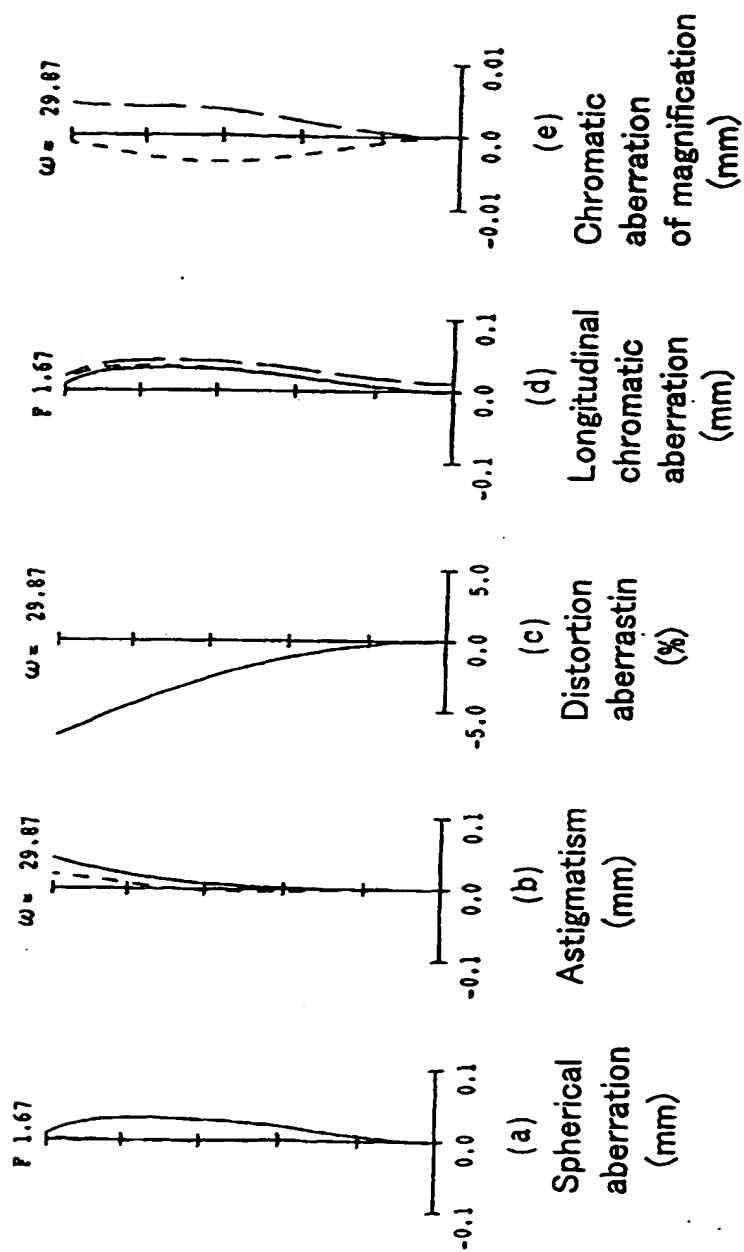 F 1.67
-0.1 0.0 0.1
(a)
Spherical
aberration
(mm)
ω= 29.87
-0.1 0.0 0.1
(b)
Astigmatism
(mm)
ω= 29.87
-5.0 0.0 5.0
(c)
Distortion
aberrastin
(%)
F 1.67
-0.1 0.0 0.1
(d)
Longitudinal
chromatic
aberration
(mm)
ω= 29.87
-0.01 0.0 0.01
(e)
Chromatic
aberration
of magnification
(mm)